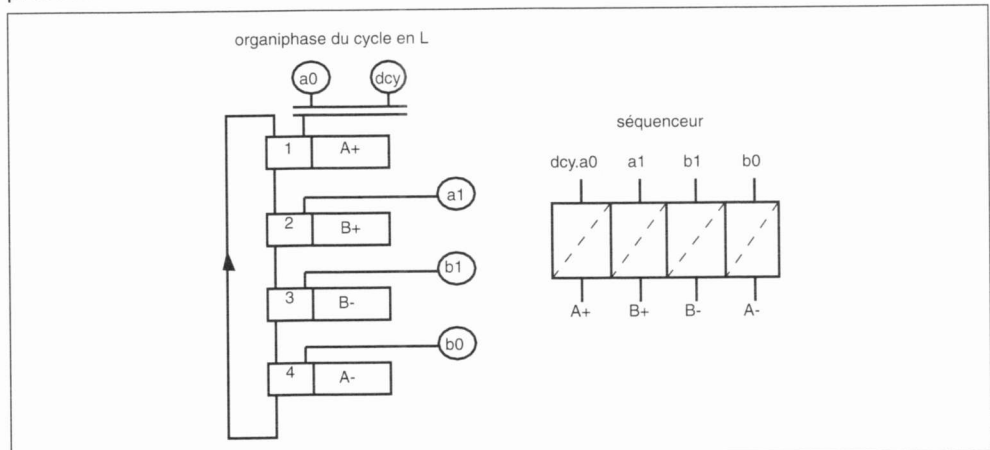 organiphase du cycle en L
a0 dcy
1 A+
a1
2 B+
b1
3 B-
b0
4 A-
séquenceur
dcy.a0 a1 b1 b0
A+ B+ B- A-